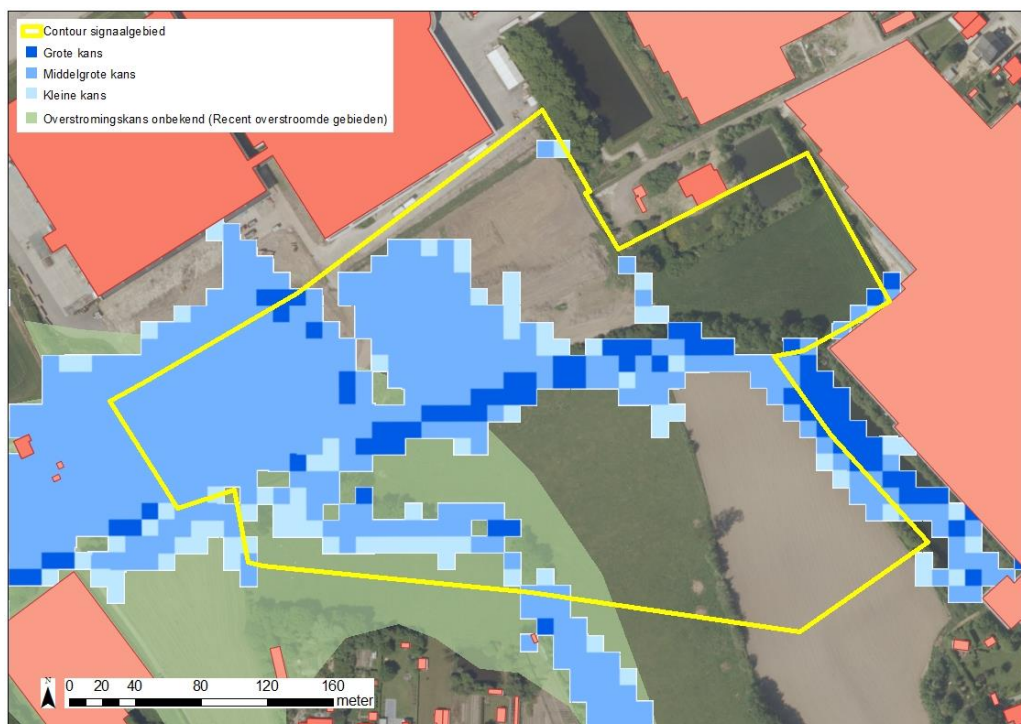 Contour signaalgebied
Grote kans
Middelgrote kans
Kleine kans
Overstromingskans onbekend (Recent overstroomde gebieden)
N
0 20 40 80 120 160
meter